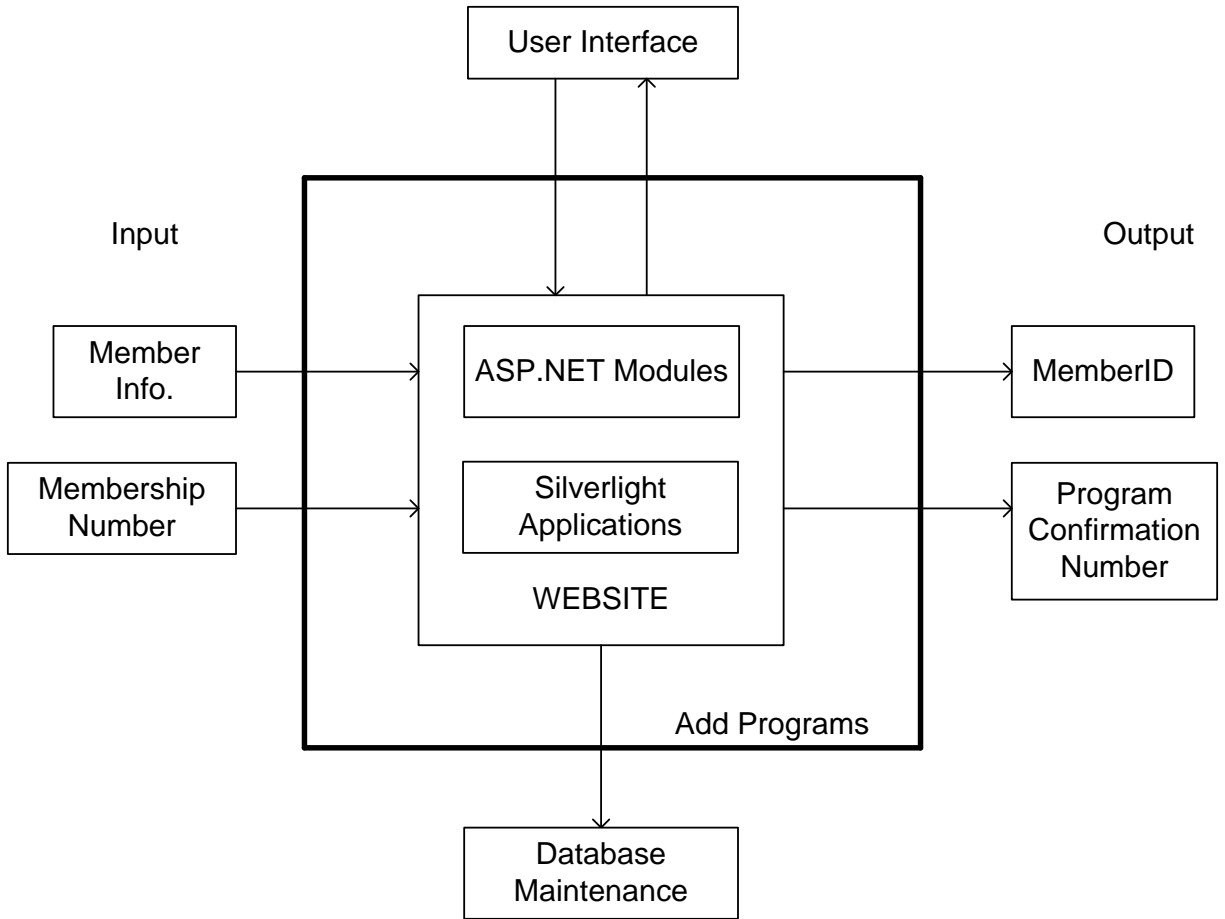 User Interface
Input
Output
Member
Info.
ASP.NET Modules
MemberID
Membership
Number
Silverlight
Applications
Program
Confirmation
Number
WEBSITE
Add Programs
Database
Maintenance